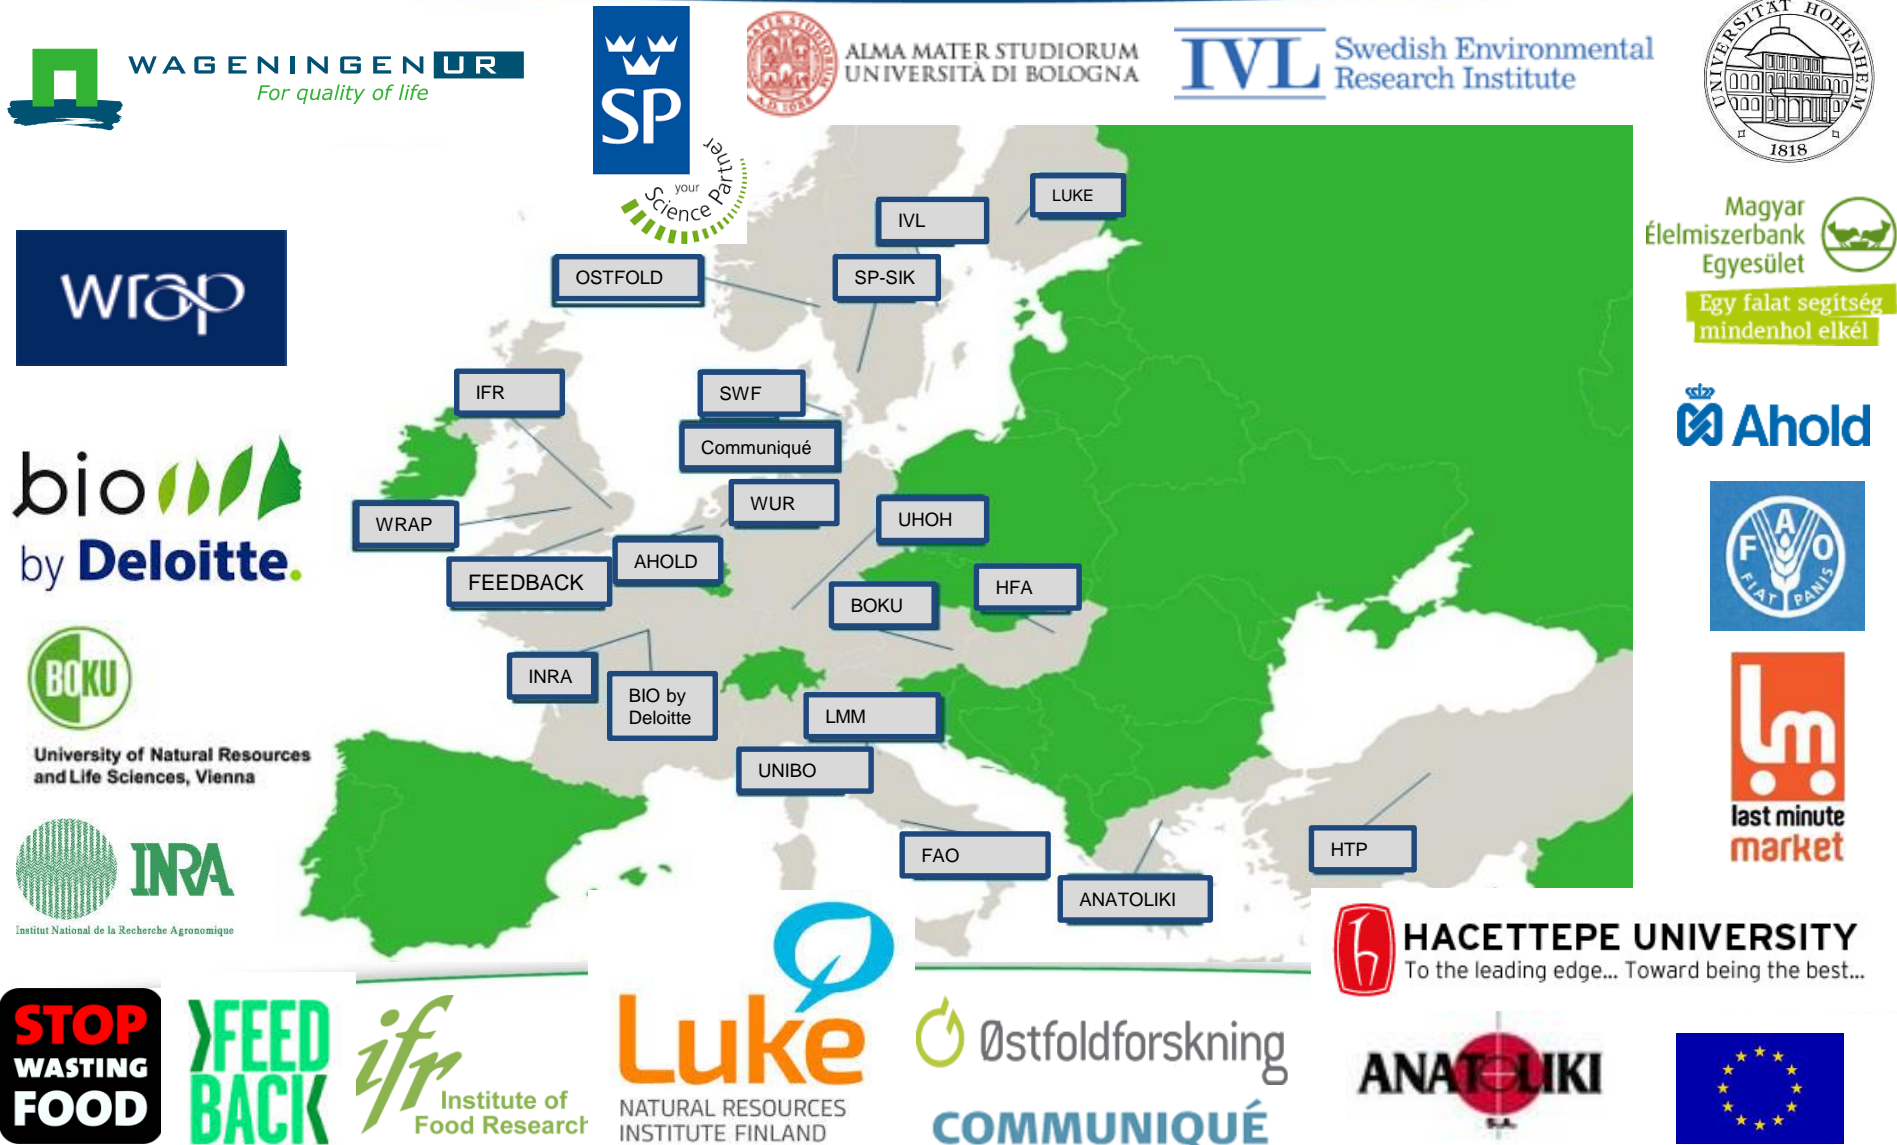 WAGENINGEN UR
For quality of life
SP
your
Science Partner
ALMA MATER STUDIORUM
UNIVERSITÀ DI BOLOGNA
A.D. 1088
IVL
Swedish Environmental
Research Institute
UNIVERSITÄT HOHENHEIM
1818
LUKE
IVL
OSTFOLD
SP-SIK
Magyar
Élelmiszerbank
Egyesület
Egy falat segítség
mindenhol elkél
wrap
IFR
SWF
Communiqué
Ahold
bio
by Deloitte.
WRAP
WUR
UHOH
FEEDBACK
AHOLD
BOKU
HFA
FAO
FIAT PANIS
BOKU
University of Natural Resources
and Life Sciences, Vienna
INRA
BIO by
Deloitte
LMM
UNIBO
lm
last minute
market
INRA
Institut National de la Recherche Agronomique
FAO
ANATOLIKI
HTP
HACETTEPE UNIVERSITY
To the leading edge... Toward being the best...
STOP
WASTING
FOOD
FEED
BACK
ifr
Institute of
Food Research
Luke
NATURAL RESOURCES
INSTITUTE FINLAND
Østfoldforskning
COMMUNIQUÉ
ANATOLIKI
S.A.